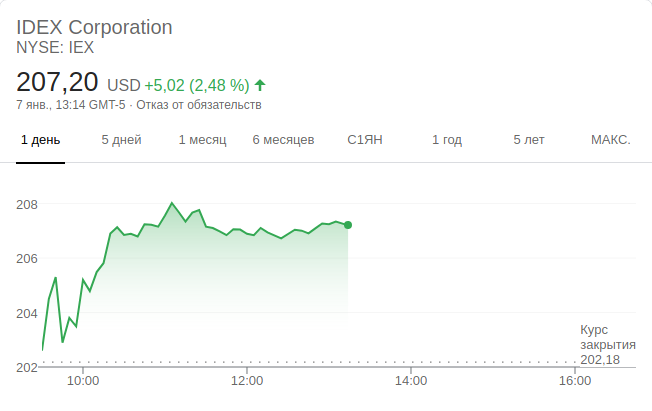 IDEX Corporation
NYSE: IEX
207,20 USD +5,02 (2,48 %)
7 янв., 13:14 GMT-5 · Отказ от обязательств
1 день 5 дней 1 месяц 6 месяцев С1ЯН 1 год 5 лет МАКС.
208
206
204
202
Курс
закрытия
202,18
10:00 12:00 14:00 16:00